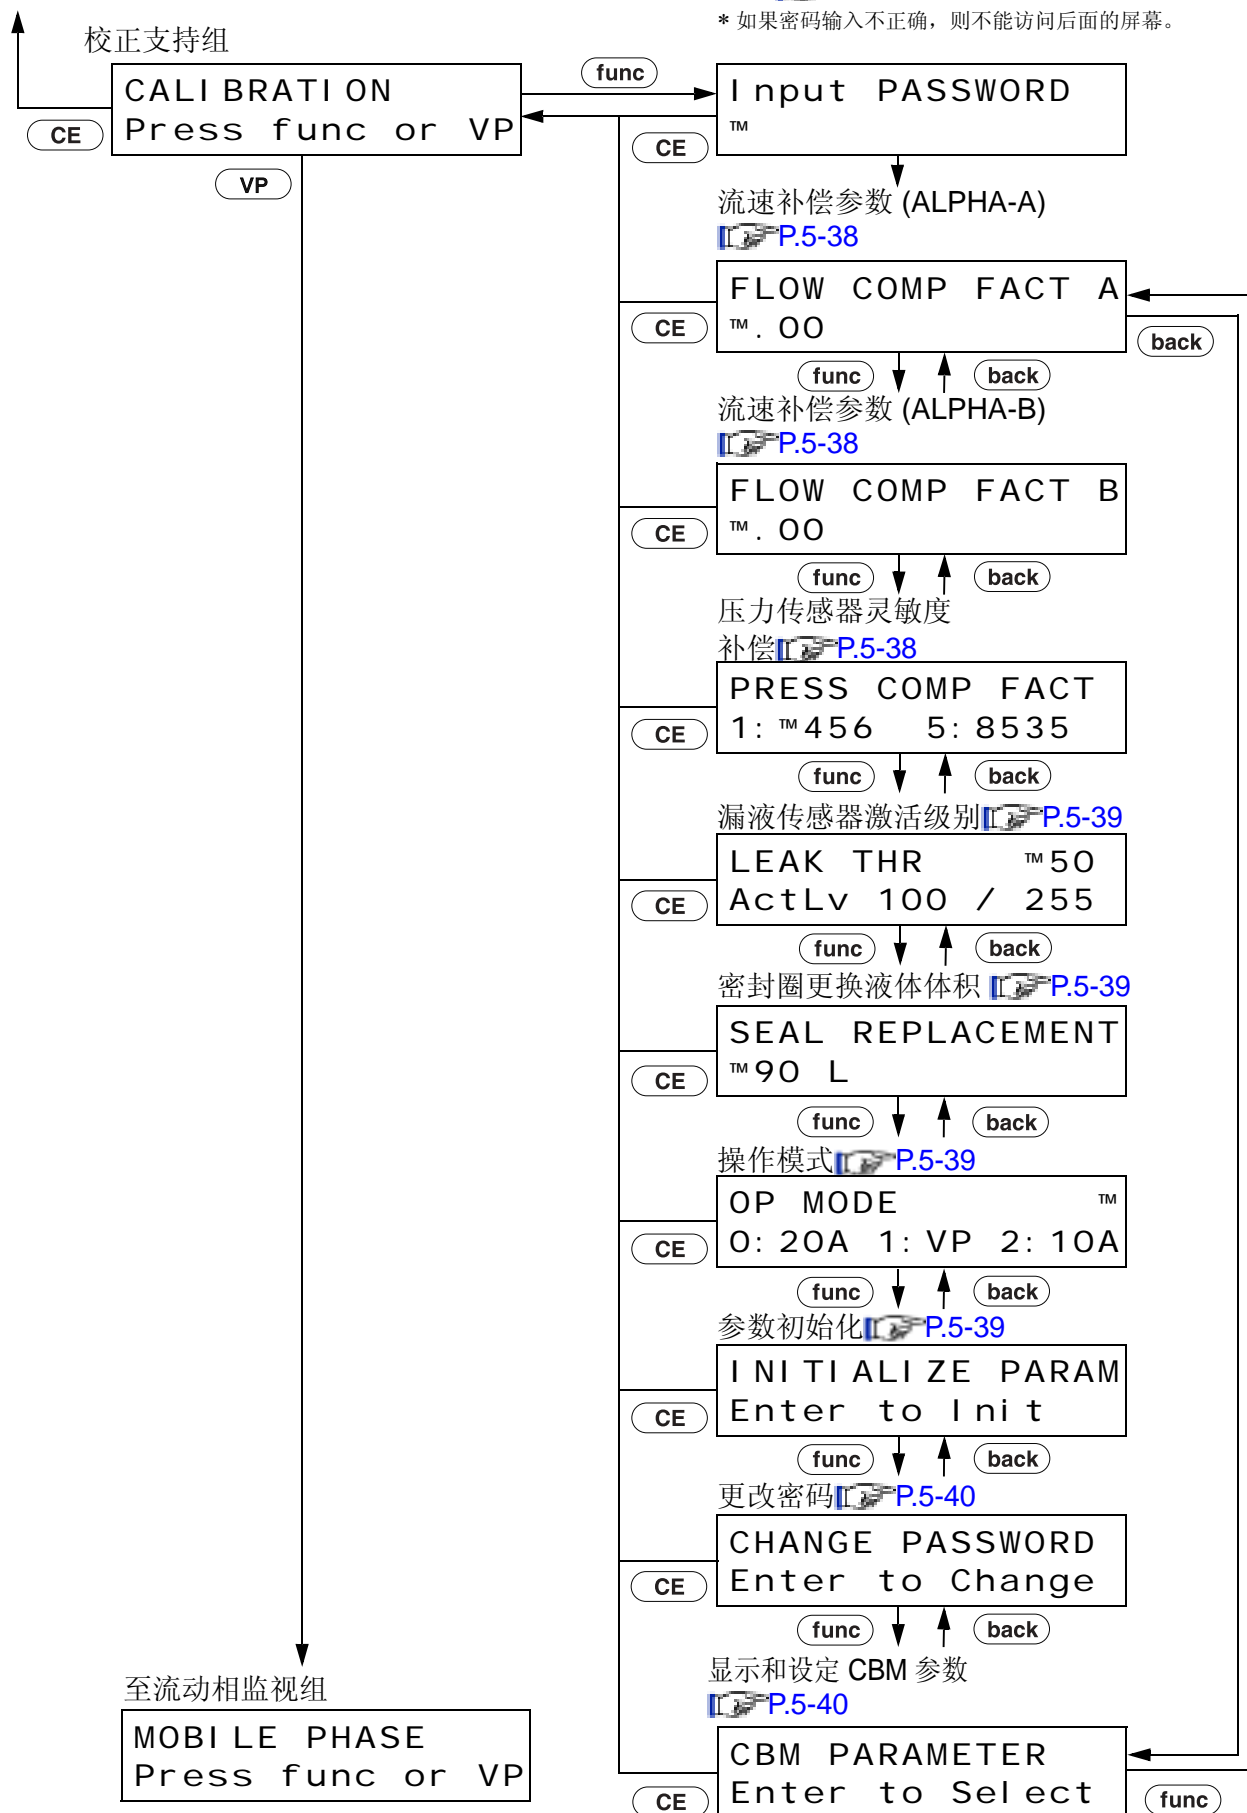 * 如果密码输入不正确，则不能访问后面的屏幕。
校正支持组
CALIBRATION
Press func or VP
CE
VP
func
Input PASSWORD
™
CE
流速补偿参数 (ALPHA-A)
P.5-38
FLOW COMP FACT A
™.00
CE
back
func
back
流速补偿参数 (ALPHA-B)
P.5-38
FLOW COMP FACT B
™.00
CE
func
back
压力传感器灵敏度
补偿 P.5-38
PRESS COMP FACT
1:™456 5:8535
CE
func
back
漏液传感器激活级别 P.5-39
LEAK THR ™50
ActLv 100 / 255
CE
func
back
密封圈更换液体体积 P.5-39
SEAL REPLACEMENT
™90 L
CE
func
back
操作模式 P.5-39
OP MODE ™
0:20A 1:VP 2:10A
CE
func
back
参数初始化 P.5-39
INITIALIZE PARAM
Enter to Init
CE
func
back
更改密码 P.5-40
CHANGE PASSWORD
Enter to Change
CE
func
back
显示和设定 CBM 参数
P.5-40
CBM PARAMETER
Enter to Select
CE
func
至流动相监视组
MOBILE PHASE
Press func or VP